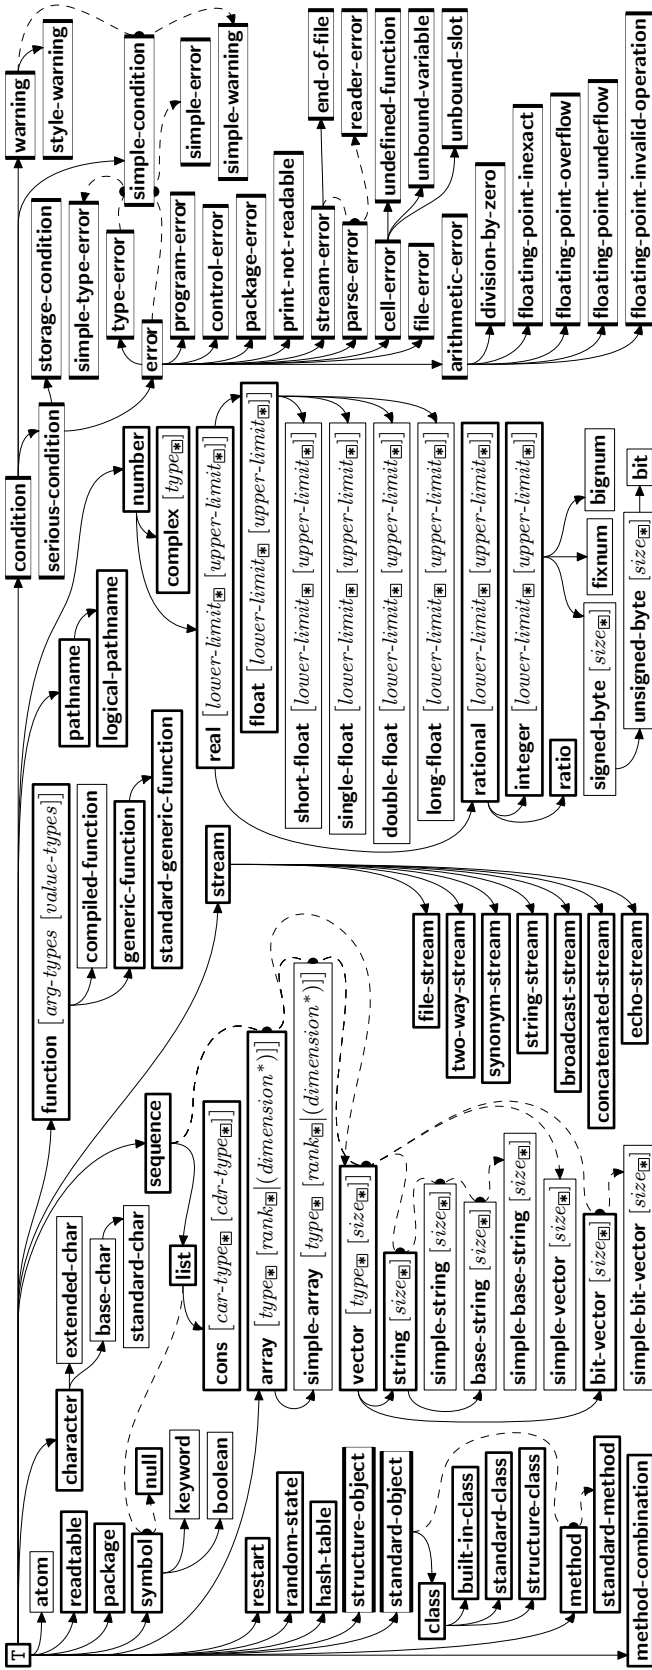 T
atom
readtable
package
symbol
null
keyword
boolean
restart
random-state
hash-table
structure-object
standard-object
class
built-in-class
standard-class
structure-class
method
standard-method
method-combination
character
extended-char
base-char
standard-char
sequence
list
cons [car-type* [cdr-type*]]
array [type* [rank*|(dimension*)]]
simple-array [type* [rank*|(dimension*)]]
vector [type* [size*]]
string [size*]
simple-string [size*]
base-string [size*]
simple-base-string [size*]
simple-vector [size*]
bit-vector [size*]
simple-bit-vector [size*]
function [arg-types [value-types]]
compiled-function
generic-function
standard-generic-function
stream
file-stream
two-way-stream
synonym-stream
string-stream
broadcast-stream
concatenated-stream
echo-stream
pathname
logical-pathname
number
complex [type*]
real [lower-limit* [upper-limit*]]
float [lower-limit* [upper-limit*]]
short-float [lower-limit* [upper-limit*]]
single-float [lower-limit* [upper-limit*]]
double-float [lower-limit* [upper-limit*]]
long-float [lower-limit* [upper-limit*]]
rational [lower-limit* [upper-limit*]]
integer [lower-limit* [upper-limit*]]
ratio
signed-byte [size*]
fixnum
bignum
unsigned-byte [size*]
bit
condition
serious-condition
storage-condition
simple-type-error
type-error
error
program-error
control-error
package-error
print-not-readable
stream-error
parse-error
cell-error
file-error
arithmetic-error
warning
style-warning
simple-condition
simple-error
simple-warning
end-of-file
reader-error
undefined-function
unbound-variable
unbound-slot
division-by-zero
floating-point-inexact
floating-point-overflow
floating-point-underflow
floating-point-invalid-operation